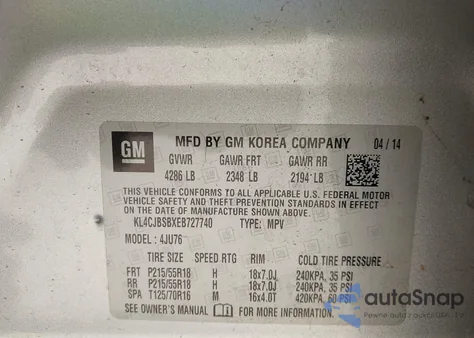 GM
MFD BY GM KOREA COMPANY 04/14
GVWR GAWR FRT GAWR RR
4286 LB 2348 LB 2194 LB
THIS VEHICLE CONFORMS TO ALL APPLICABLE U.S. FEDERAL MOTOR
VEHICLE SAFETY AND THEFT PREVENTION STANDARDS IN EFFECT
ON THE DATE OF MANUFACTURE SHOWN ABOVE.
KL4CJBSBXEB727740 TYPE: MPV
MODEL: 4JU76
TIRE SIZE SPEED RTG RIM COLD TIRE PRESSURE
FRT P215/55R18 H 18x7.0J 240KPA, 35 PSI
RR P215/55R18 H 18x7.0J 240KPA, 35 PSI
SPA T125/70R16 M 16x4.0T 420KPA, 60 PSI
SEE OWNER'S MANUAL FOR MORE INFORMATION
autoSnap
Pewne auta z aukcji USA